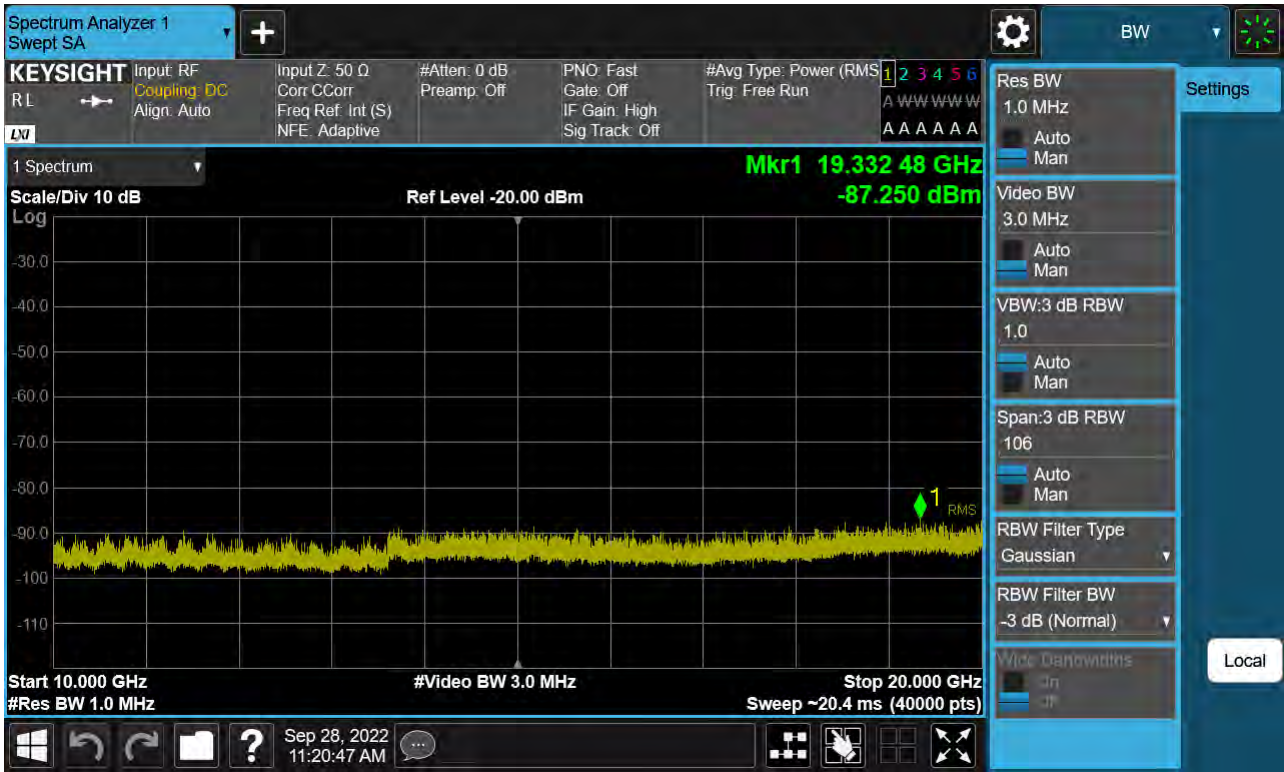 Spectrum Analyzer 1
Swept SA
+
BW
KEYSIGHT
RL
LXI
Input: RF
Coupling: DC
Align: Auto
Input Z: 50 Ω
Corr CCorr
Freq Ref: Int (S)
NFE: Adaptive
#Atten: 0 dB
Preamp: Off
PNO: Fast
Gate: Off
IF Gain: High
Sig Track: Off
#Avg Type: Power (RMS
Trig: Free Run
1 2 3 4 5 6
A W W W W W
A A A A A A
1 Spectrum
Mkr1 19.332 48 GHz
-87.250 dBm
Scale/Div 10 dB
Ref Level -20.00 dBm
Log
-30.0
-40.0
-50.0
-60.0
-70.0
-80.0
-90.0
-100
-110
1
RMS
Start 10.000 GHz
#Video BW 3.0 MHz
Stop 20.000 GHz
#Res BW 1.0 MHz
Sweep ~20.4 ms (40000 pts)
Res BW
1.0 MHz
Auto
Man
Video BW
3.0 MHz
Auto
Man
VBW:3 dB RBW
1.0
Auto
Man
Span:3 dB RBW
106
Auto
Man
RBW Filter Type
Gaussian
RBW Filter BW
-3 dB (Normal)
Settings
Local
?
Sep 28, 2022
11:20:47 AM